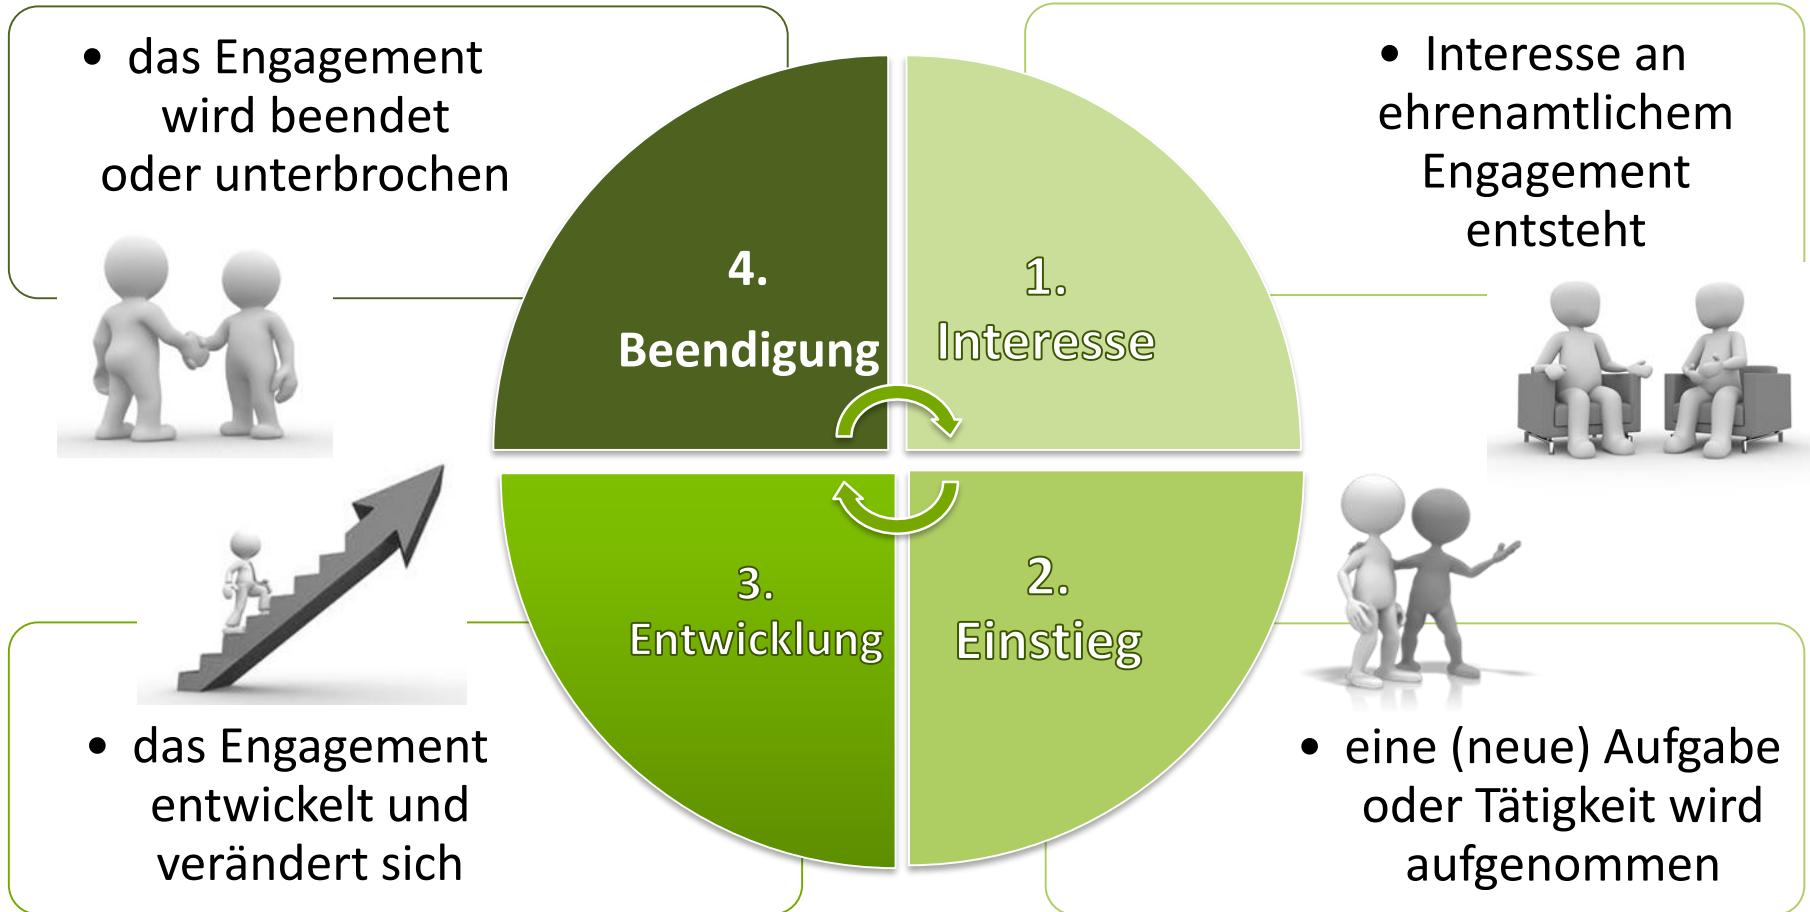 • das Engagement
wird beendet
oder unterbrochen
• Interesse an
ehrenamtlichem
Engagement
entsteht
4.
Beendigung
1.
Interesse
3.
Entwicklung
2.
Einstieg
• das Engagement
entwickelt und
verändert sich
• eine (neue) Aufgabe
oder Tätigkeit wird
aufgenommen